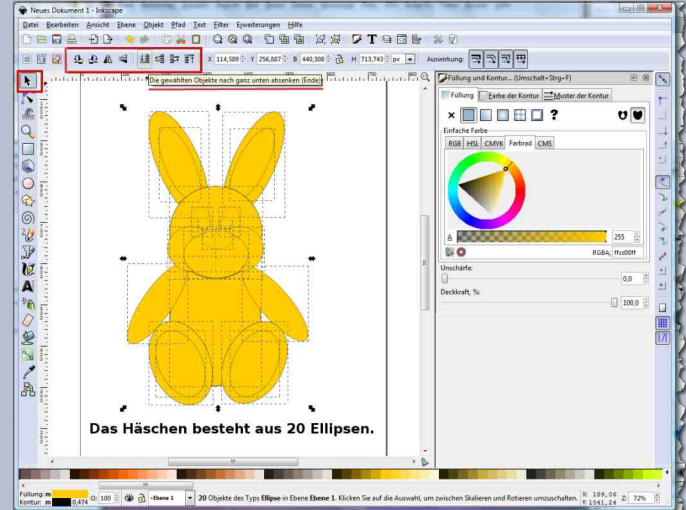 Neues Dokument 1 - Inkscape
Datei Bearbeiten Ansicht Ebene Objekt Pfad Text Filter Erweiterungen Hilfe
X 114,589 Y 256,887 B 440,308 H 713,743 px Auswirkung:
Die gewählten Objekte nach ganz unten absenken (Ende)
Füllung und Kontur... (Umschalt+Strg+F)
Füllung Farbe der Kontur Muster der Kontur
Einfache Farbe
RGB HSL CMYK Farbrad CMS
A 255
RGBA: ffcc00ff
Unschärfe:
0,0
Deckkraft, %:
100,0
Das Häschen besteht aus 20 Ellipsen.
Füllung: m O: 100 Ebene 1 20 Objekte des Typs Ellipse in Ebene Ebene 1. Klicken Sie auf die Auswahl, um zwischen Skalieren und Rotieren umzuschalten. X: 189,06 Z: 72%
Kontur: m 0,474 Y: 1041,24